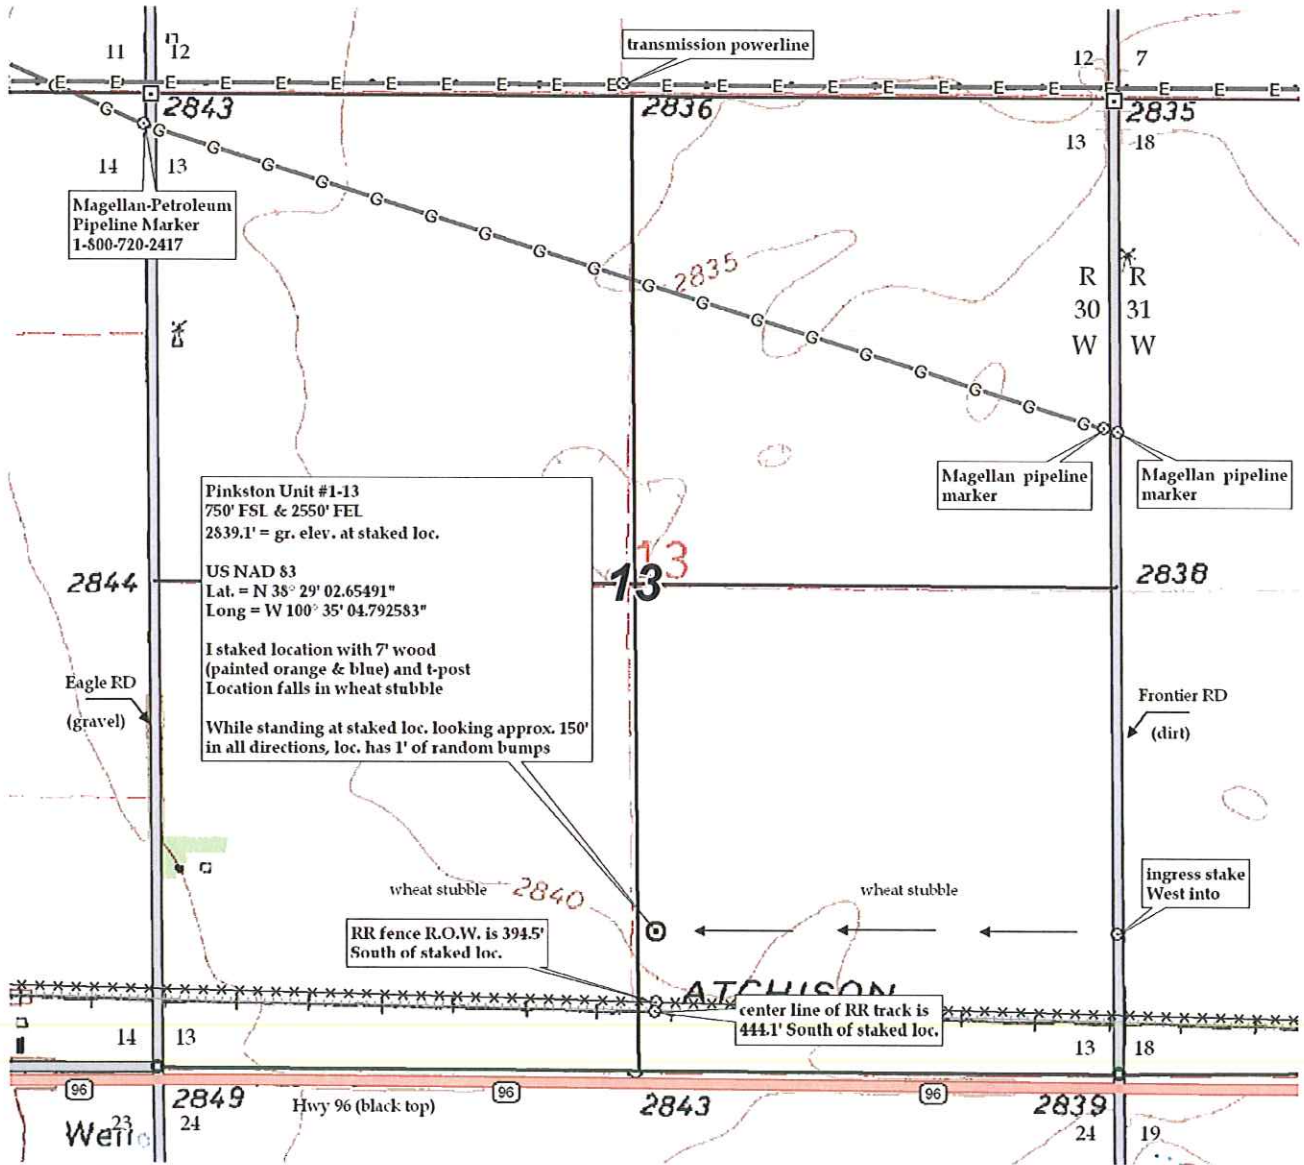 11 12
transmission powerline
12 7
E E E E E E E E E E E E E E E E E E E E E E E
2843
2836
2835
14 13
13 18
G G G G G G G G G G G G G G G G G G G
Magellan-Petroleum
Pipeline Marker
1-800-720-2417
2835
R R
30 31
W W
Magellan pipeline
marker
Magellan pipeline
marker
Pinkston Unit #1-13
750' FSL & 2550' FEL
2839.1' = gr. elev. at staked loc.
US NAD 83
Lat. = N 38° 29' 02.65491"
Long = W 100° 35' 04.792583"
I staked location with 7' wood
(painted orange & blue) and t-post
Location falls in wheat stubble
While standing at staked loc. looking approx. 150'
in all directions, loc. has 1' of random bumps
13
13
2844
2838
Eagle RD
(gravel)
Frontier RD
(dirt)
wheat stubble
2840
wheat stubble
ingress stake
West into
RR fence R.O.W. is 394.5'
South of staked loc.
ATCHISON
center line of RR track is
444.1' South of staked loc.
14 13
13 18
96
96
96
2849
Hwy 96 (black top)
2843
2839
23 24
24 19